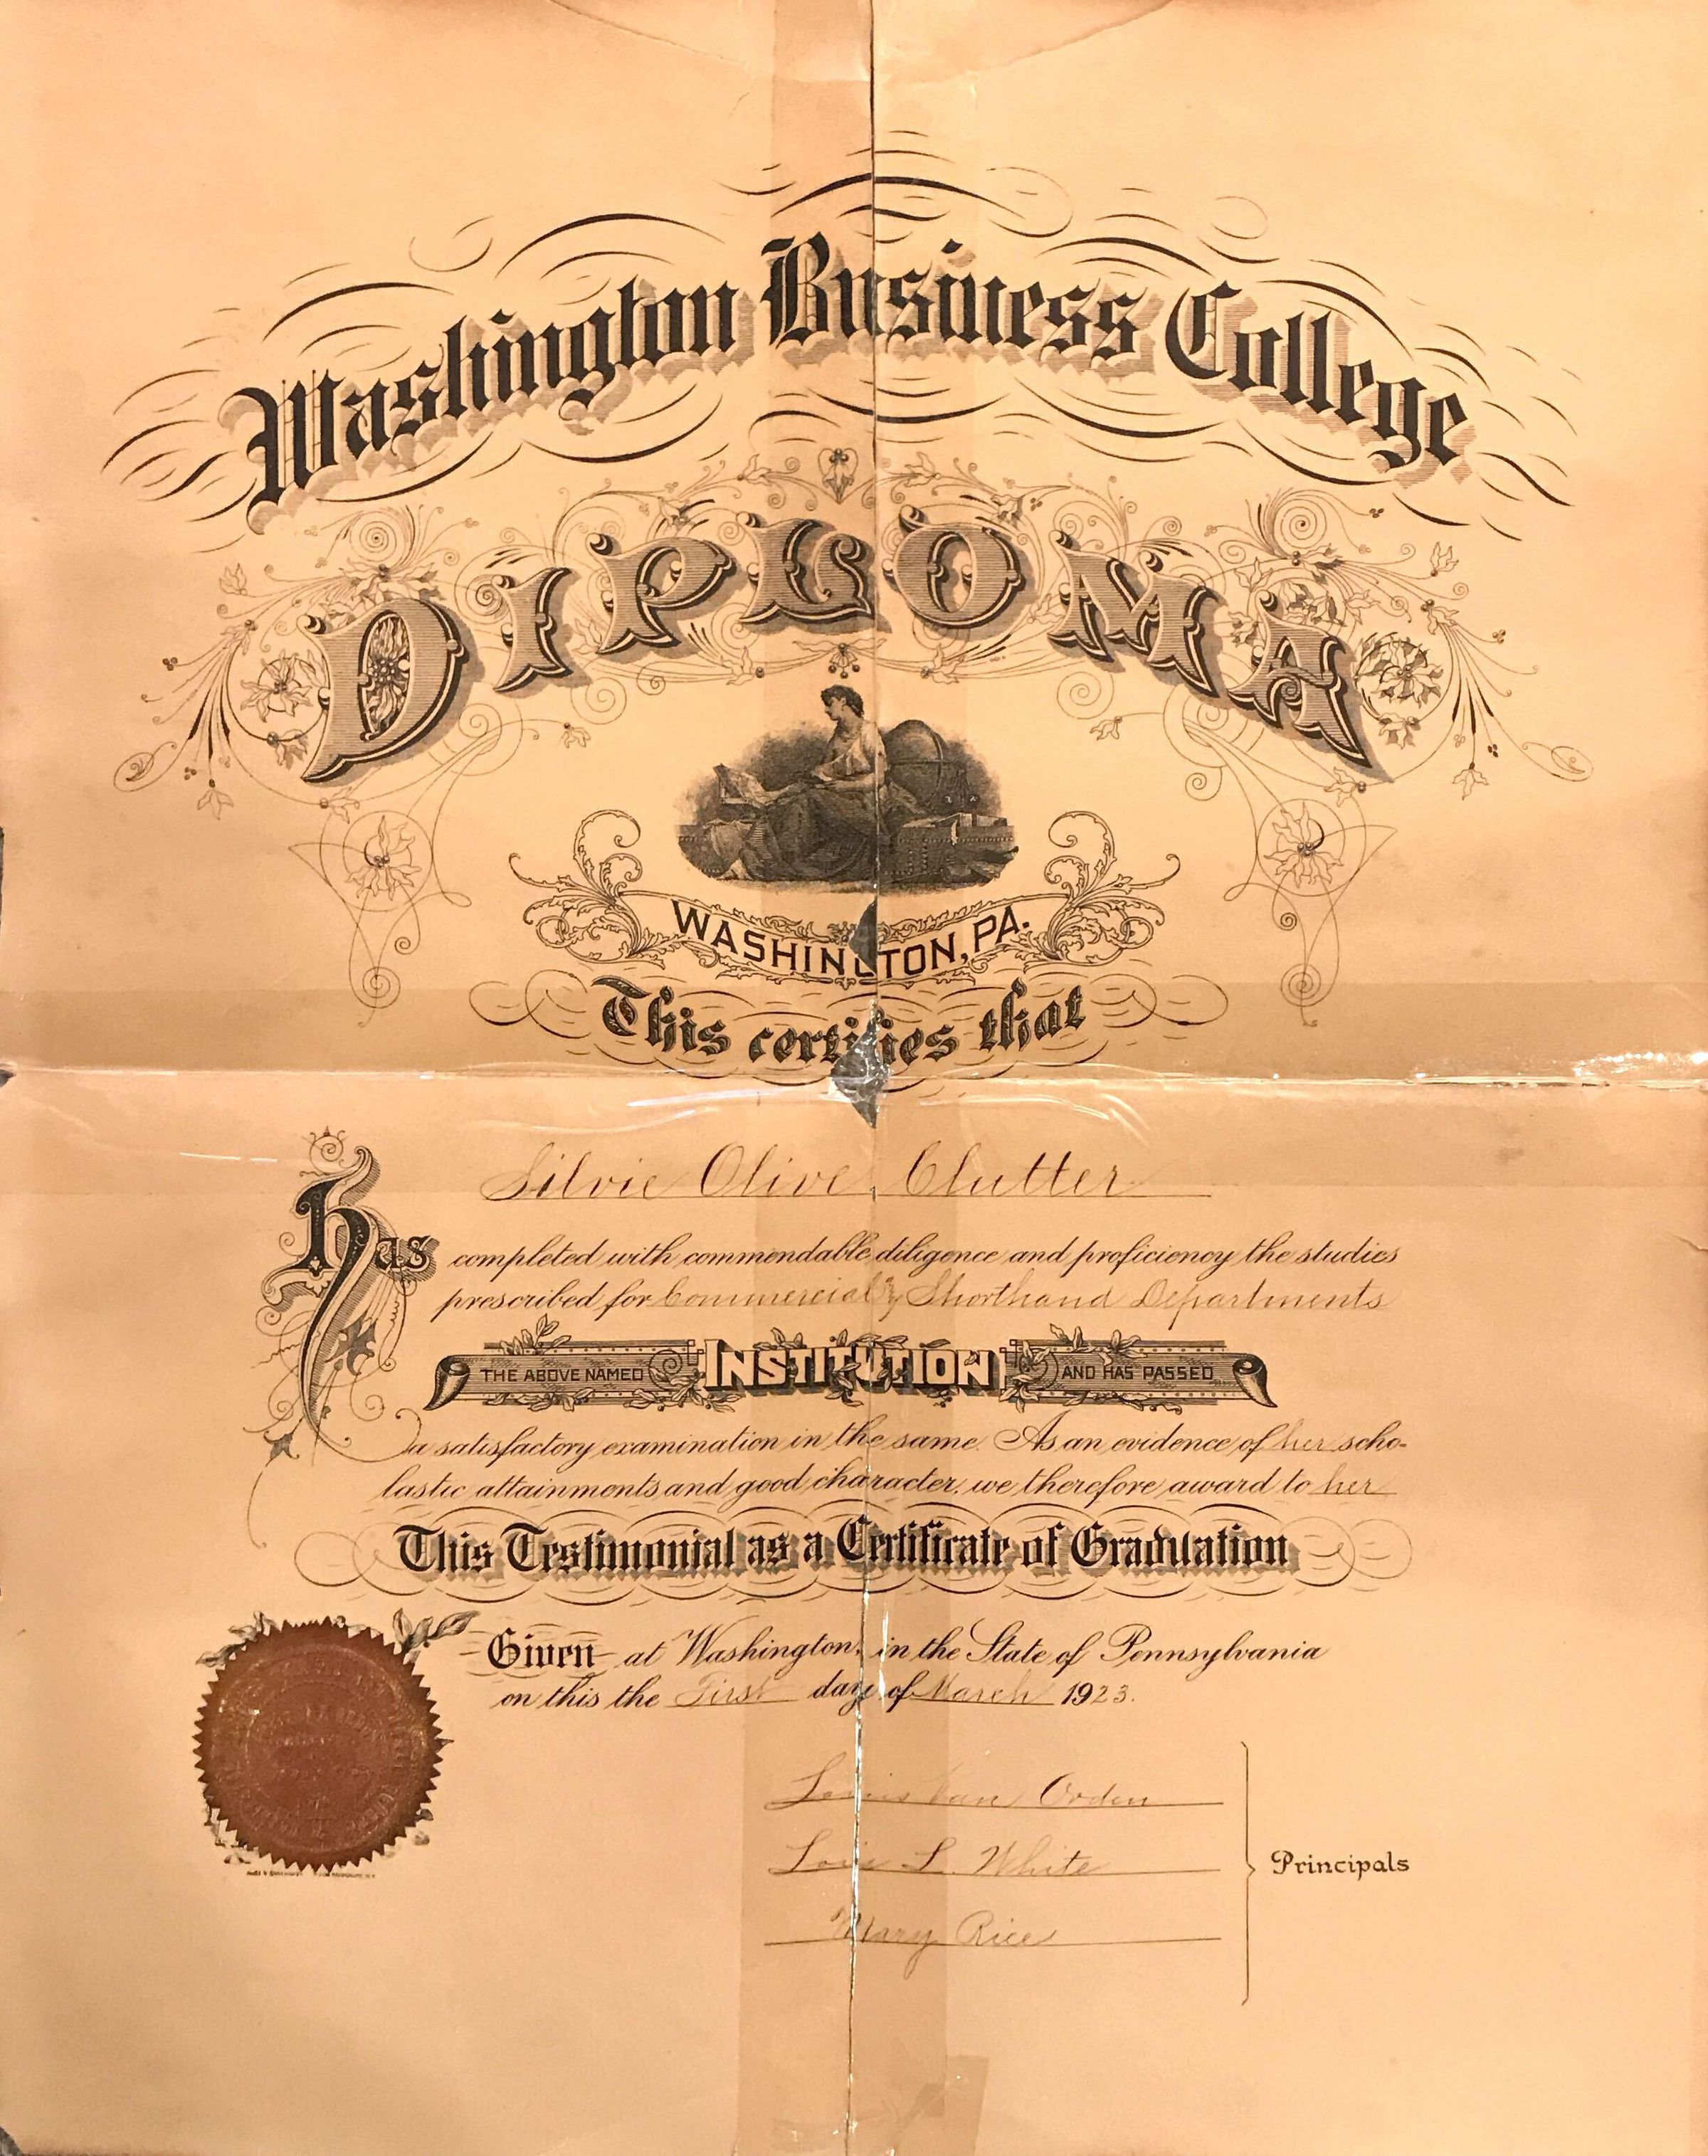 Washington Business College
DIPLOMA
WASHINGTON, PA.
This certifies that
Silvie Olive Clutter
has completed with commendable diligence and proficiency the studies
prescribed for Commercial & Shorthand Departments
THE ABOVE NAMED INSTITUTION AND HAS PASSED
a satisfactory examination in the same. As an evidence of her scho-
lastic attainments and good character, we therefore award to her
This Testimonial as a Certificate of Graduation
Given at Washington, in the State of Pennsylvania
on this the First day of March 1923.
Louis Van Orden
L. White
Principals
Mary Rice